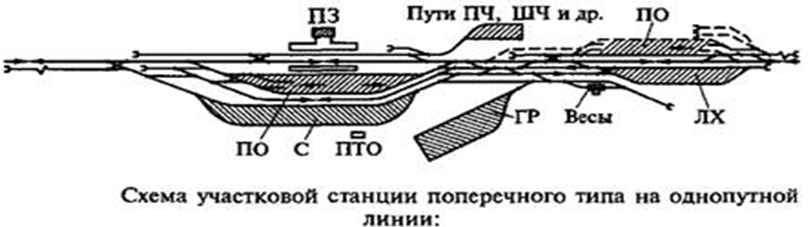 ПЗ
Пути ПЧ, ШЧ и др.
ПО
ПО
С
ПТО
ГР
Весы
ЛХ
Схема участковой станции поперечного типа на однопутной
линии: